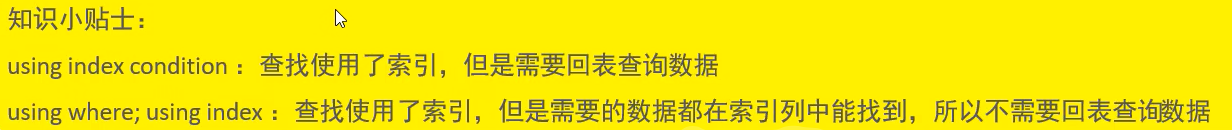 知识小贴士：
using index condition ：查找使用了索引，但是需要回表查询数据
using where; using index ：查找使用了索引，但是需要的数据都在索引列中能找到，所以不需要回表查询数据